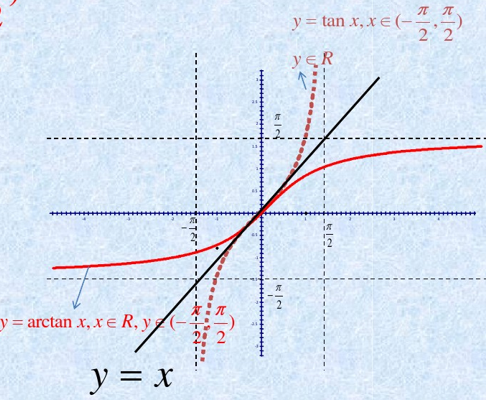 y = tan x, x ∈ (-π/2, π/2)
y ∈ R
π/2
-π/2
π/2
-π/2
y = arctan x, x ∈ R, y ∈ (-π/2, π/2)
y = x